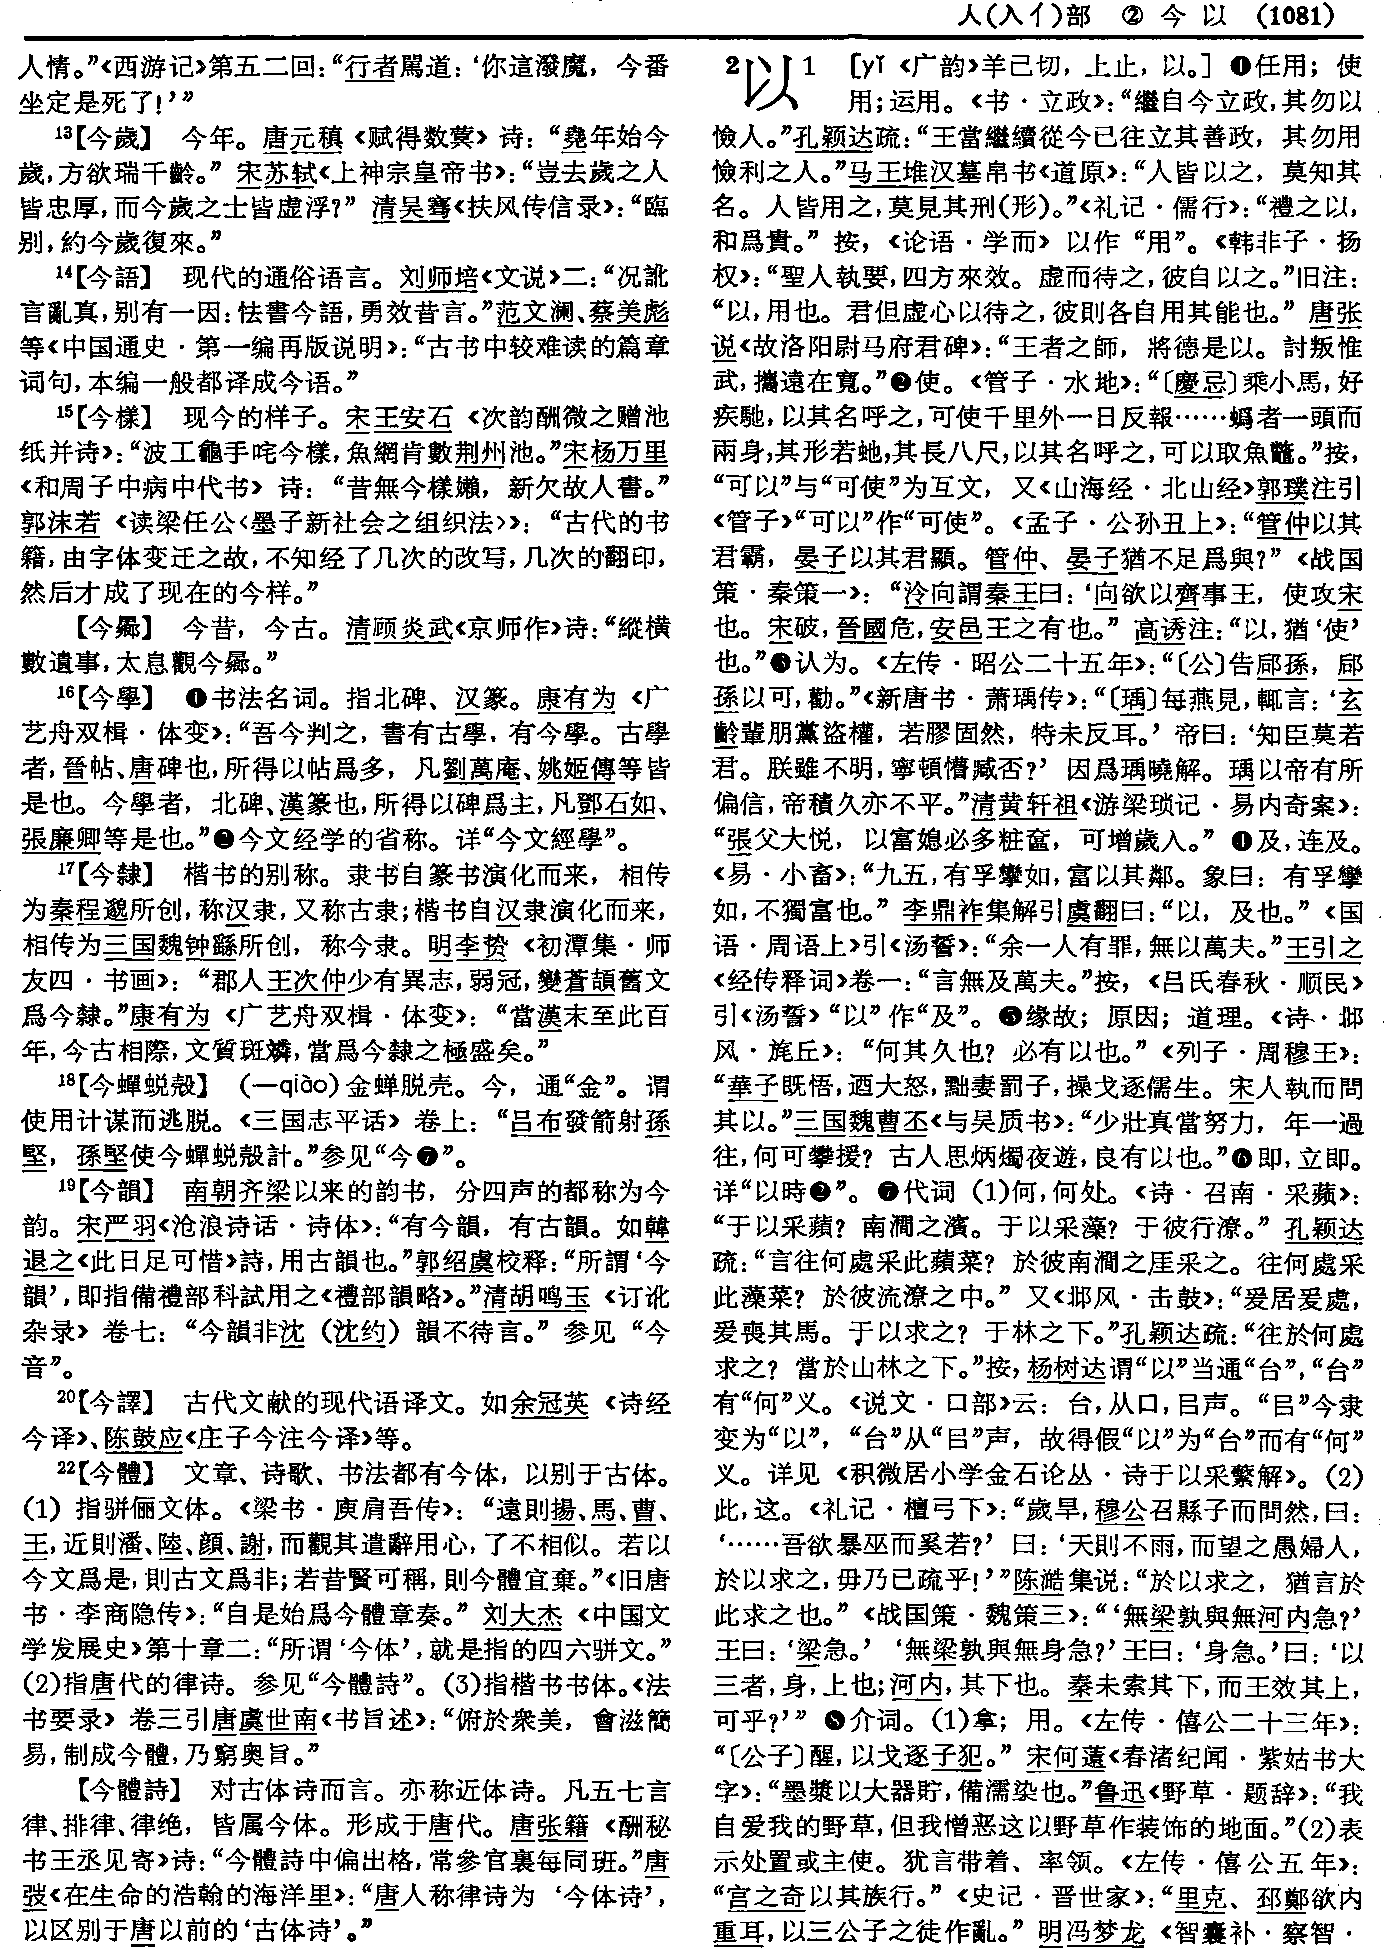 人(入亻)部　② 今 以　(1081)
人情。”《西游记》第五二回：“行者罵道：‘你這潑魔，今番
坐定是死了！’”
13【今歲】　今年。唐元稹《赋得数蓂》诗：“堯年始今
歲，方欲瑞千齡。”宋苏轼《上神宗皇帝书》：“豈去歲之人
皆忠厚，而今歲之士皆虚浮？”清吴骞《扶风传信录》：“臨
别，約今歲復來。”
14【今語】　现代的通俗语言。刘师培《文说》二：“况訛
言亂真，别有一因：怯書今語，勇效昔言。”范文澜、蔡美彪
等《中国通史·第一编再版说明》：“古书中较难读的篇章
词句，本编一般都译成今语。”
15【今樣】　现今的样子。宋王安石《次韵酬微之赠池
纸并诗》：“波工龜手咤今樣，魚網肯數荆州池。”宋杨万里
《和周子中病中代书》诗：“昔無今樣嬾，新欠故人書。”
郭沫若《读梁任公〈墨子新社会之组织法〉》：“古代的书
籍，由字体变迁之故，不知经了几次的改写，几次的翻印，
然后才成了现在的今样。”
【今曏】　今昔，今古。清顾炎武《京师作》诗：“縱横
數遺事，太息觀今曏。”
16【今學】　❶书法名词。指北碑、汉篆。康有为《广
艺舟双楫·体变》：“吾今判之，書有古學，有今學。古學
者，晉帖、唐碑也，所得以帖爲多，凡劉萬庵、姚姬傳等皆
是也。今學者，北碑、漢篆也，所得以碑爲主，凡鄧石如、
張廉卿等是也。”❷今文经学的省称。详“今文經學”。
17【今隸】　楷书的别称。隶书自篆书演化而来，相传
为秦程邈所创，称汉隶，又称古隶；楷书自汉隶演化而来，
相传为三国魏钟繇所创，称今隶。明李贽《初潭集·师
友四·书画》：“郡人王次仲少有異志，弱冠，變蒼頡舊文
爲今隸。”康有为《广艺舟双楫·体变》：“當漢末至此百
年，今古相際，文質斑斕，當爲今隸之極盛矣。”
18【今蟬蜕殻】　(—qiào)金蝉脱壳。今，通“金”。谓
使用计谋而逃脱。《三国志平话》卷上：“吕布發箭射孫
堅，孫堅使今蟬蜕殻計。”参见“今❼”。
19【今韻】　南朝齐梁以来的韵书，分四声的都称为今
韵。宋严羽《沧浪诗话·诗体》：“有今韻，有古韻。如韓
退之《此日足可惜》詩，用古韻也。”郭绍虞校释：“所謂‘今
韻’，即指備禮部科試用之《禮部韻略》。”清胡鸣玉《订讹
杂录》卷七：“今韻非沈（沈约）韻不待言。”参见“今
音”。
20【今譯】　古代文献的现代语译文。如余冠英《诗经
今译》、陈鼓应《庄子今注今译》等。
22【今體】　文章、诗歌、书法都有今体，以别于古体。
(1) 指骈俪文体。《梁书·庾肩吾传》：“遠則揚、馬、曹、
王，近則潘、陸、顔、謝，而觀其遣辭用心，了不相似。若以
今文爲是，則古文爲非；若昔賢可稱，則今體宜棄。”《旧唐
书·李商隐传》：“自是始爲今體章奏。”刘大杰《中国文
学发展史》第十章二：“所谓‘今体’，就是指的四六骈文。”
(2)指唐代的律诗。参见“今體詩”。(3)指楷书书体。《法
书要录》卷三引唐虞世南《书旨述》：“俯於衆美，會滋簡
易，制成今體，乃窮奥旨。”
【今體詩】　对古体诗而言。亦称近体诗。凡五七言
律、排律、律绝，皆属今体。形成于唐代。唐张籍《酬秘
书王丞见寄》诗：“今體詩中偏出格，常參官裏每同班。”唐
弢《在生命的浩翰的海洋里》：“唐人称律诗为‘今体诗’，
以区别于唐以前的‘古体诗’。”
2以1　[yǐ《广韵》羊己切，上止，以。]　❶任用；使
用；运用。《书·立政》：“繼自今立政，其勿以
憸人。”孔颖达疏：“王當繼續從今已往立其善政，其勿用
憸利之人。”马王堆汉墓帛书《道原》：“人皆以之，莫知其
名。人皆用之，莫見其刑(形)。”《礼记·儒行》：“禮之以，
和爲貴。”按，《论语·学而》以作“用”。《韩非子·扬
权》：“聖人執要，四方來效。虚而待之，彼自以之。”旧注：
“以，用也。君但虚心以待之，彼則各自用其能也。”唐张
说《故洛阳尉马府君碑》：“王者之師，將德是以。討叛惟
武，攜遠在寬。”❷使。《管子·水地》：“〔慶忌〕乘小馬，好
疾馳，以其名呼之，可使千里外一日反報……蟡者一頭而
兩身，其形若虵，其長八尺，以其名呼之，可以取魚鼈。”按，
“可以”与“可使”为互文，又《山海经·北山经》郭璞注引
《管子》“可以”作“可使”。《孟子·公孙丑上》：“管仲以其
君霸，晏子以其君顯。管仲、晏子猶不足爲與？”《战国
策·秦策一》：“泠向謂秦王曰：‘向欲以齊事王，使攻宋
也。宋破，晉國危，安邑王之有也。”高诱注：“以，猶‘使’
也。”❸认为。《左传·昭公二十五年》：“〔公〕告郈孫，郈
孫以可，勸。”《新唐书·萧瑀传》：“〔瑀〕每燕見，輒言：‘玄
齡輩朋黨盜權，若膠固然，特未反耳。’帝曰：‘知臣莫若
君。朕雖不明，寧頓懵臧否？’因爲瑀曉解。瑀以帝有所
偏信，帝積久亦不平。”清黄轩祖《游梁琐记·易内奇案》：
“張父大悦，以富媳必多粧奩，可增歲入。”❹及，连及。
《易·小畜》：“九五，有孚攣如，富以其鄰。象曰：有孚攣
如，不獨富也。”李鼎祚集解引虞翻曰：“以，及也。”《国
语·周语上》引《汤誓》：“余一人有罪，無以萬夫。”王引之
《经传释词》卷一：“言無及萬夫。”按，《吕氏春秋·顺民》
引《汤誓》“以”作“及”。❺缘故；原因；道理。《诗·邶
风·旄丘》：“何其久也？必有以也。”《列子·周穆王》：
“華子既悟，迺大怒，黜妻罰子，操戈逐儒生。宋人執而問
其以。”三国魏曹丕《与吴质书》：“少壯真當努力，年一過
往，何可攀援？古人思炳燭夜遊，良有以也。”❻即，立即。
详“以時❷”。❼代词 (1)何，何处。《诗·召南·采蘋》：
“于以采蘋？南澗之濱。于以采藻？于彼行潦。”孔颖达
疏：“言往何處采此蘋菜？於彼南澗之厓采之。往何處采
此藻菜？於彼流潦之中。”又《邶风·击鼓》：“爰居爰處，
爰喪其馬。于以求之？于林之下。”孔颖达疏：“往於何處
求之？當於山林之下。”按，杨树达谓“以”当通“台”，“台”
有“何”义。《说文·口部》云：台，从口，㠯声。“㠯”今隶
变为“以”，“台”从“㠯”声，故得假“以”为“台”而有“何”
义。详见《积微居小学金石论丛·诗于以采繁解》。(2)
此，这。《礼记·檀弓下》：“歲旱，穆公召縣子而問然，曰：
‘……吾欲暴巫而奚若？’曰：‘天則不雨，而望之愚婦人，
於以求之，毋乃已疏乎！’”陈澔集说：“於以求之，猶言於
此求之也。”《战国策·魏策三》：“‘無梁孰與無河内急？’
王曰：‘梁急。’‘無梁孰與無身急？’王曰：‘身急。’曰：‘以
三者，身，上也；河内，其下也。秦未索其下，而王效其上，
可乎？’”❽介词。(1)拿；用。《左传·僖公二十三年》：
“〔公子〕醒，以戈逐子犯。”宋何薳《春渚纪闻·紫姑书大
字》：“墨漿以大器貯，備濡染也。”鲁迅《野草·题辞》：“我
自爱我的野草，但我憎恶这以野草作装饰的地面。”(2)表
示处置或主使。犹言带着、率领。《左传·僖公五年》：
“宫之奇以其族行。”《史记·晋世家》：“里克、邳鄭欲内
重耳，以三公子之徒作亂。”明冯梦龙《智囊补·察智·